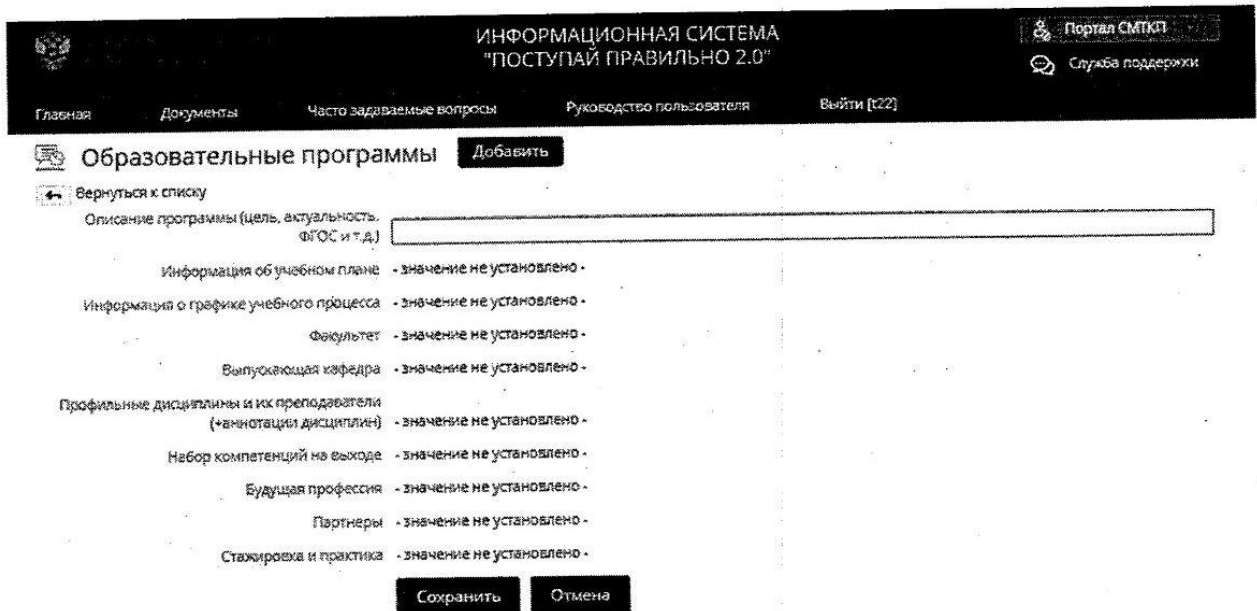 ИНФОРМАЦИОННАЯ СИСТЕМА
"ПОСТУПАЙ ПРАВИЛЬНО 2.0"
Портал СМТКП
Служба поддержки
Главная Документы Часто задаваемые вопросы Руководство пользователя Выйти [t22]
Образовательные программы Добавить
Вернуться к списку
Описание программы (цель, актуальность,
ФГОС и т.д.)
Информация об учебном плане - значение не установлено -
Информация о графике учебного процесса - значение не установлено -
Факультет - значение не установлено -
Выпускающая кафедра - значение не установлено -
Профильные дисциплины и их преподаватели
(+аннотации дисциплин) - значение не установлено -
Набор компетенций на выходе - значение не установлено -
Будущая профессия - значение не установлено -
Партнеры - значение не установлено -
Стажировка и практика - значение не установлено -
Сохранить Отмена